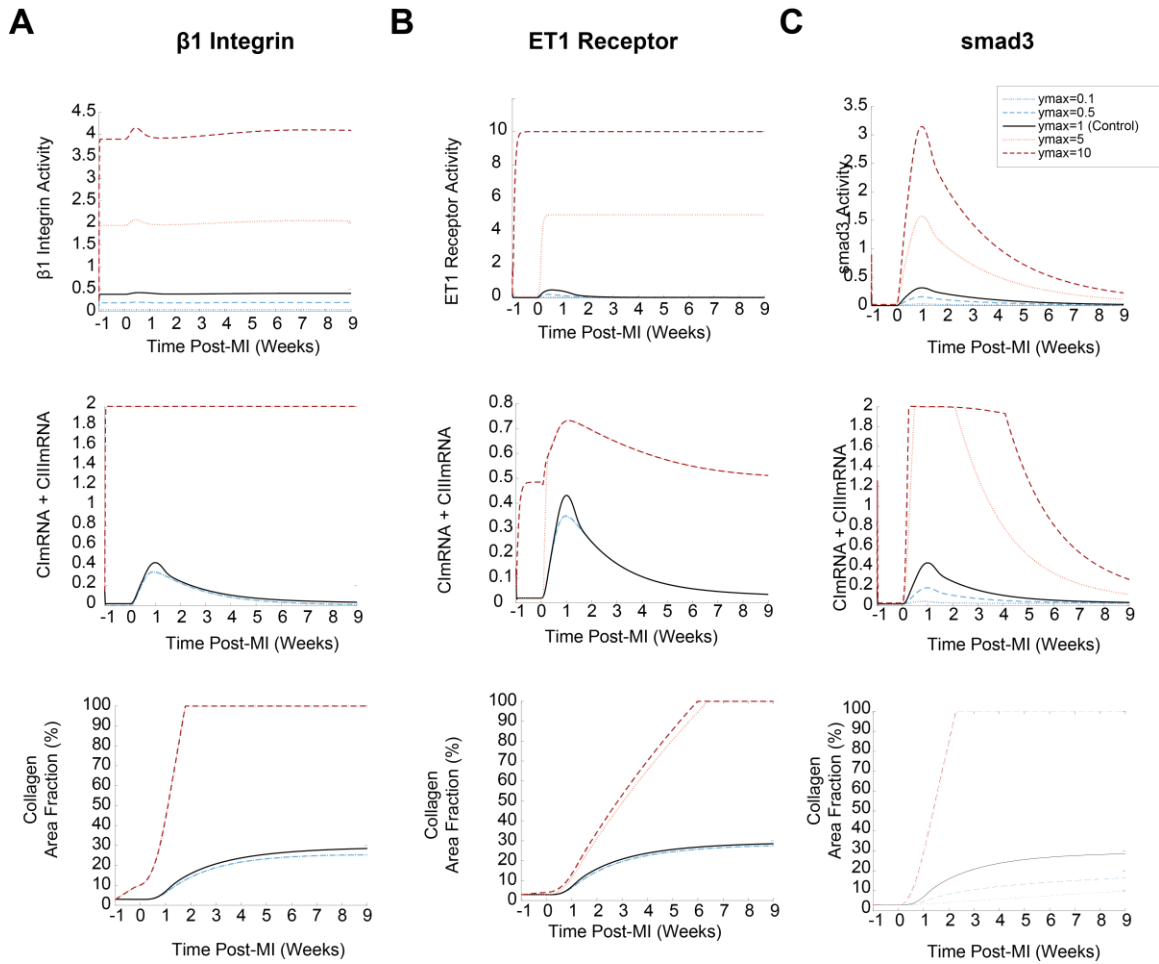 A
β1 Integrin
B
ET1 Receptor
C
smad3
4.5
4
3.5
3
2.5
2
1.5
1
0.5
0
β1 Integrin Activity
-1 0 1 2 3 4 5 6 7 8 9
Time Post-MI (Weeks)
10
8
6
4
2
0
ET1 Receptor Activity
-1 0 1 2 3 4 5 6 7 8 9
Time Post-MI (Weeks)
3.5
3
2.5
2
1.5
1
0.5
0
smad3 Activity
ymax=0.1
ymax=0.5
ymax=1 (Control)
ymax=5
ymax=10
-1 0 1 2 3 4 5 6 7 8 9
Time Post-MI (Weeks)
2
1.8
1.6
1.4
1.2
1
0.8
0.6
0.4
0.2
0
CImRNA + CIIImRNA
-1 0 1 2 3 4 5 6 7 8 9
Time Post-MI (Weeks)
0.8
0.7
0.6
0.5
0.4
0.3
0.2
0.1
0
CImRNA + CIIImRNA
-1 0 1 2 3 4 5 6 7 8 9
Time Post-MI (Weeks)
2
1.8
1.6
1.4
1.2
1
0.8
0.6
0.4
0.2
0
CImRNA + CIIImRNA
-1 0 1 2 3 4 5 6 7 8 9
Time Post-MI (Weeks)
100
90
80
70
60
50
40
30
20
10
0
Collagen
Area Fraction (%)
-1 0 1 2 3 4 5 6 7 8 9
Time Post-MI (Weeks)
100
90
80
70
60
50
40
30
20
10
0
Collagen
Area Fraction (%)
-1 0 1 2 3 4 5 6 7 8 9
Time Post-MI (Weeks)
100
90
80
70
60
50
40
30
20
10
0
Collagen
Area Fraction (%)
-1 0 1 2 3 4 5 6 7 8 9
Time Post-MI (Weeks)